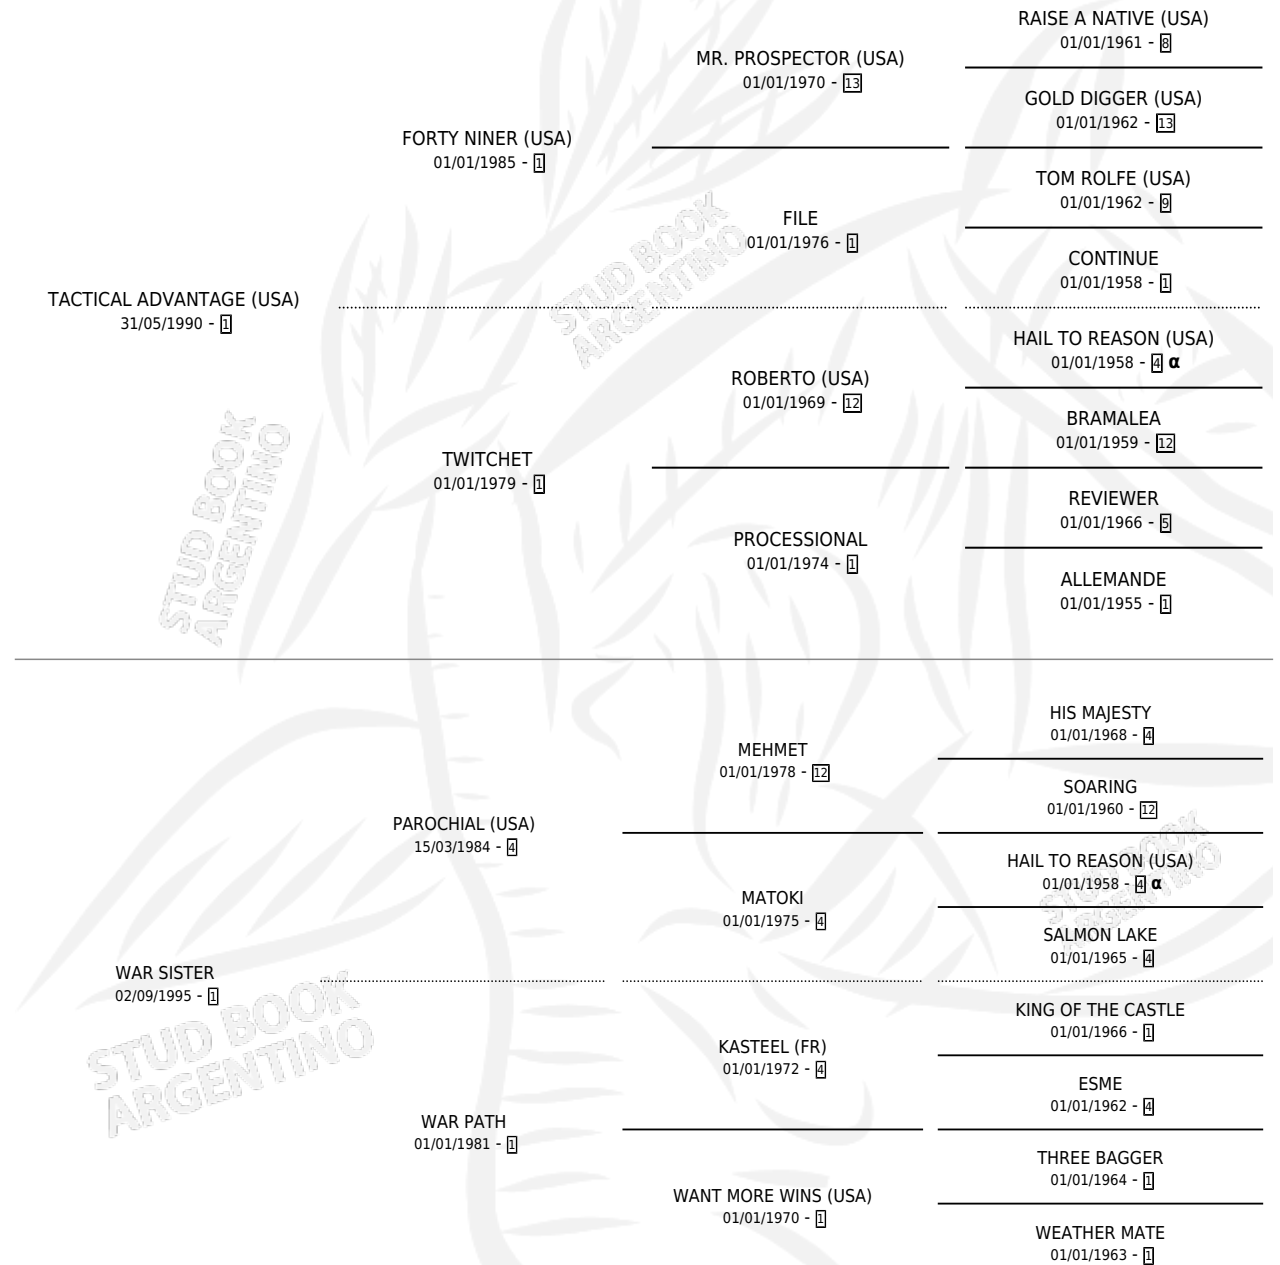 RAISE A NATIVE (USA)
01/01/1961 - 8
MR. PROSPECTOR (USA)
01/01/1970 - 13
GOLD DIGGER (USA)
01/01/1962 - 13
FORTY NINER (USA)
01/01/1985 - 1
TOM ROLFE (USA)
01/01/1962 - 9
FILE
01/01/1976 - 1
CONTINUE
01/01/1958 - 1
TACTICAL ADVANTAGE (USA)
31/05/1990 - 1
HAIL TO REASON (USA)
01/01/1958 - 4 α
ROBERTO (USA)
01/01/1969 - 12
BRAMALEA
01/01/1959 - 12
TWITCHET
01/01/1979 - 1
REVIEWER
01/01/1966 - 5
PROCESSIONAL
01/01/1974 - 1
ALLEMANDE
01/01/1955 - 1
HIS MAJESTY
01/01/1968 - 4
MEHMET
01/01/1978 - 12
SOARING
01/01/1960 - 12
PAROCHIAL (USA)
15/03/1984 - 4
HAIL TO REASON (USA)
01/01/1958 - 4 α
MATOKI
01/01/1975 - 4
SALMON LAKE
01/01/1965 - 4
WAR SISTER
02/09/1995 - 1
KING OF THE CASTLE
01/01/1966 - 1
KASTEEL (FR)
01/01/1972 - 4
ESME
01/01/1962 - 4
WAR PATH
01/01/1981 - 1
THREE BAGGER
01/01/1964 - 1
WANT MORE WINS (USA)
01/01/1970 - 1
WEATHER MATE
01/01/1963 - 1
STUD BOOK
ARGENTINO
STUD BOOK
ARGENTINO
STUD BOOK
ARGENTINO
STUD BOOK
ARGENTINO